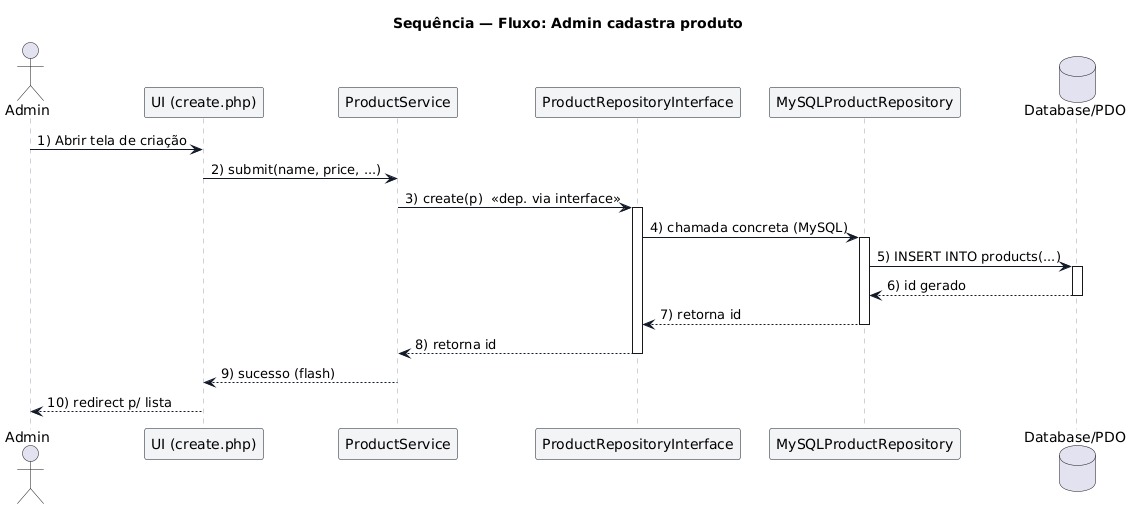 Sequência — Fluxo: Admin cadastra produto
Admin
UI (create.php)
ProductService
ProductRepositoryInterface
MySQLProductRepository
Database/PDO
1) Abrir tela de criação
2) submit(name, price, ...)
3) create(p)  «dep. via interface»
4) chamada concreta (MySQL)
5) INSERT INTO products(...)
6) id gerado
7) retorna id
8) retorna id
9) sucesso (flash)
10) redirect p/ lista
Admin
UI (create.php)
ProductService
ProductRepositoryInterface
MySQLProductRepository
Database/PDO